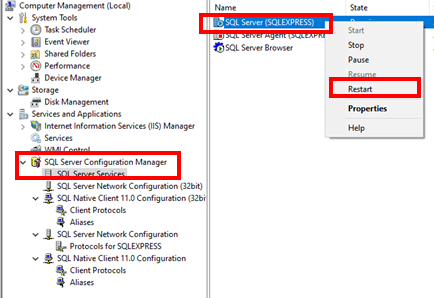 Computer Management (Local)
System Tools
Task Scheduler
Event Viewer
Shared Folders
Performance
Device Manager
Storage
Disk Management
Services and Applications
Internet Information Services (IIS) Manager
Services
WMI Control
SQL Server Configuration Manager
SQL Server Services
SQL Server Network Configuration (32bit)
SQL Native Client 11.0 Configuration (32bit
Client Protocols
Aliases
SQL Server Network Configuration
Protocols for SQLEXPRESS
SQL Native Client 11.0 Configuration
Client Protocols
Aliases
Name
State
SQL Server (SQLEXPRESS)
SQL Server Agent (SQLEXPRE
SQL Server Browser
Start
Stop
Pause
Resume
Restart
Properties
Help